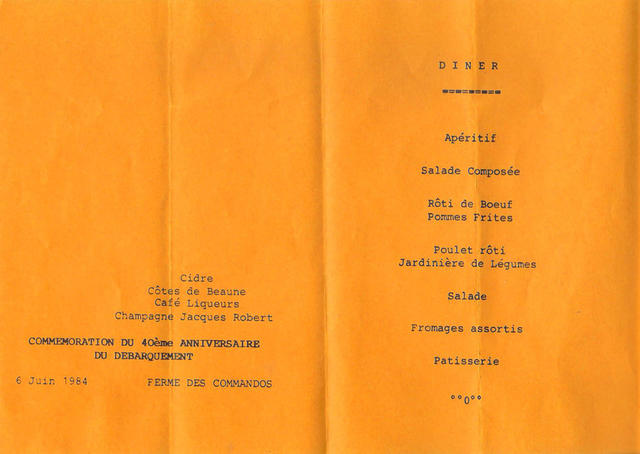 Cidre
Côtes de Beaune
Café Liqueurs
Champagne Jacques Robert
COMMEMORATION DU 40ème ANNIVERSAIRE
DU DEBARQUEMENT
6 Juin 1984 FERME DES COMMANDOS
D I N E R
=========
Apéritif
Salade Composée
Rôti de Boeuf
Pommes Frites
Poulet rôti
Jardinière de Légumes
Salade
Fromages assortis
Patisserie
°°0°°